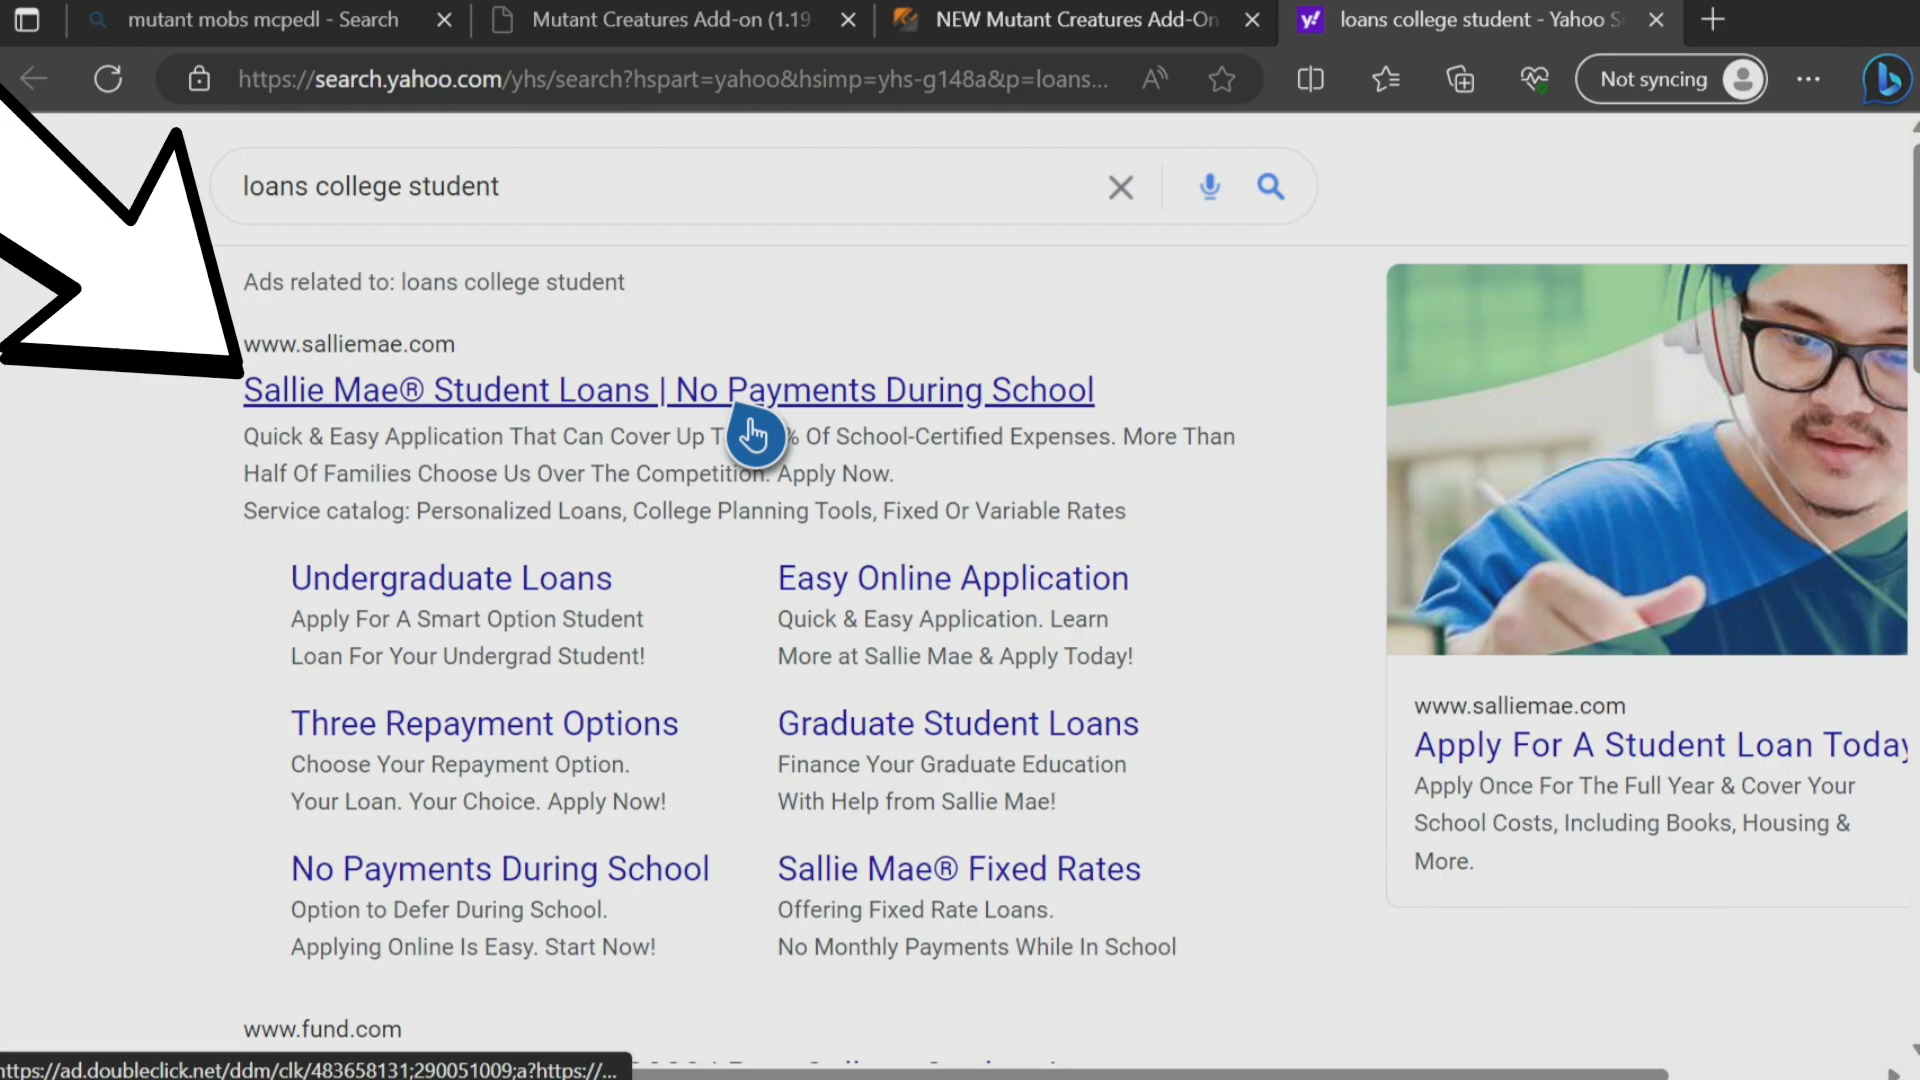 mutant mobs mcpedl - Search
Mutant Creatures Add-on (1.19
NEW Mutant Creatures Add-On
loans college student - Yahoo S
https://search.yahoo.com/yhs/search?hspart=yahoo&hsimp=yhs-g148a&p=loans...
Not syncing
loans college student
Ads related to: loans college student
www.salliemae.com
Sallie Mae® Student Loans | No Payments During School
Quick & Easy Application That Can Cover Up T % Of School-Certified Expenses. More Than
Half Of Families Choose Us Over The Competition. Apply Now.
Service catalog: Personalized Loans, College Planning Tools, Fixed Or Variable Rates
Undergraduate Loans
Apply For A Smart Option Student
Loan For Your Undergrad Student!
Easy Online Application
Quick & Easy Application. Learn
More at Sallie Mae & Apply Today!
Three Repayment Options
Choose Your Repayment Option.
Your Loan. Your Choice. Apply Now!
Graduate Student Loans
Finance Your Graduate Education
With Help from Sallie Mae!
No Payments During School
Option to Defer During School.
Applying Online Is Easy. Start Now!
Sallie Mae® Fixed Rates
Offering Fixed Rate Loans.
No Monthly Payments While In School
www.salliemae.com
Apply For A Student Loan Today
Apply Once For The Full Year & Cover Your
School Costs, Including Books, Housing &
More.
www.fund.com
https://ad.doubleclick.net/ddm/clk/483658131;290051009;a?https://...